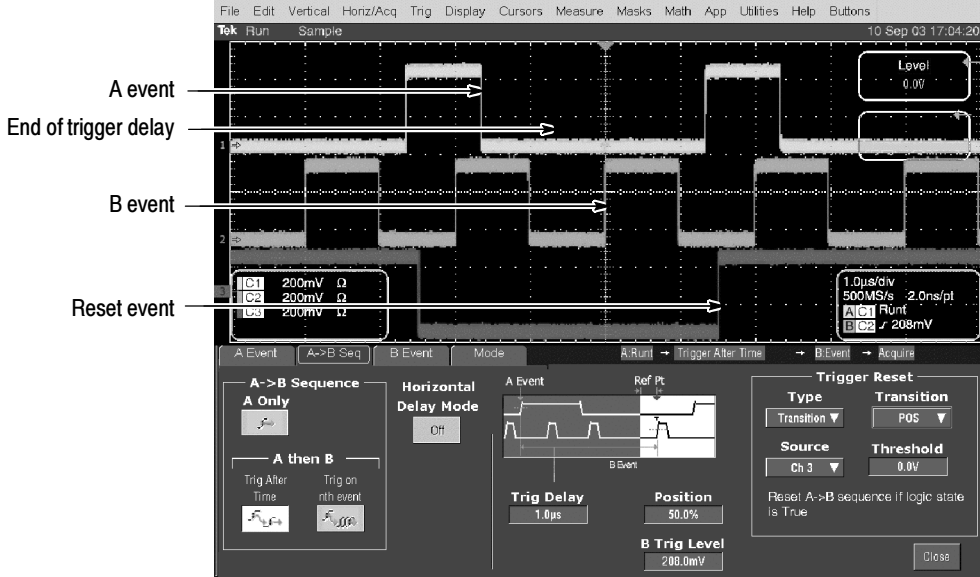 File Edit Vertical Horiz/Acq Trig Display Cursors Measure Masks Math App Utilities Help Buttons
Tek Run Sample 10 Sep 03 17:04:20
Level
0.0V
A event
End of trigger delay
1
B event
2
3
C1 200mV Ω
C2 200mV Ω
C3 200mV Ω
1.0µs/div
500MS/s 2.0ns/pt
A C1 Runt
B C2 208mV
Reset event
A Event A->B Seq B Event Mode A:Runt → Trigger After Time → B:Event → Acquire
A->B Sequence
A Only
A then B
Trig After Time
Trig on nth event
Horizontal
Delay Mode
Off
A Event
Ref Pt
B Event
Trig Delay
1.0µs
Position
50.0%
B Trig Level
208.0mV
Trigger Reset
Type Transition
Transition ▼ POS ▼
Source Threshold
Ch 3 ▼ 0.0V
Reset A->B sequence if logic state
is True
Close